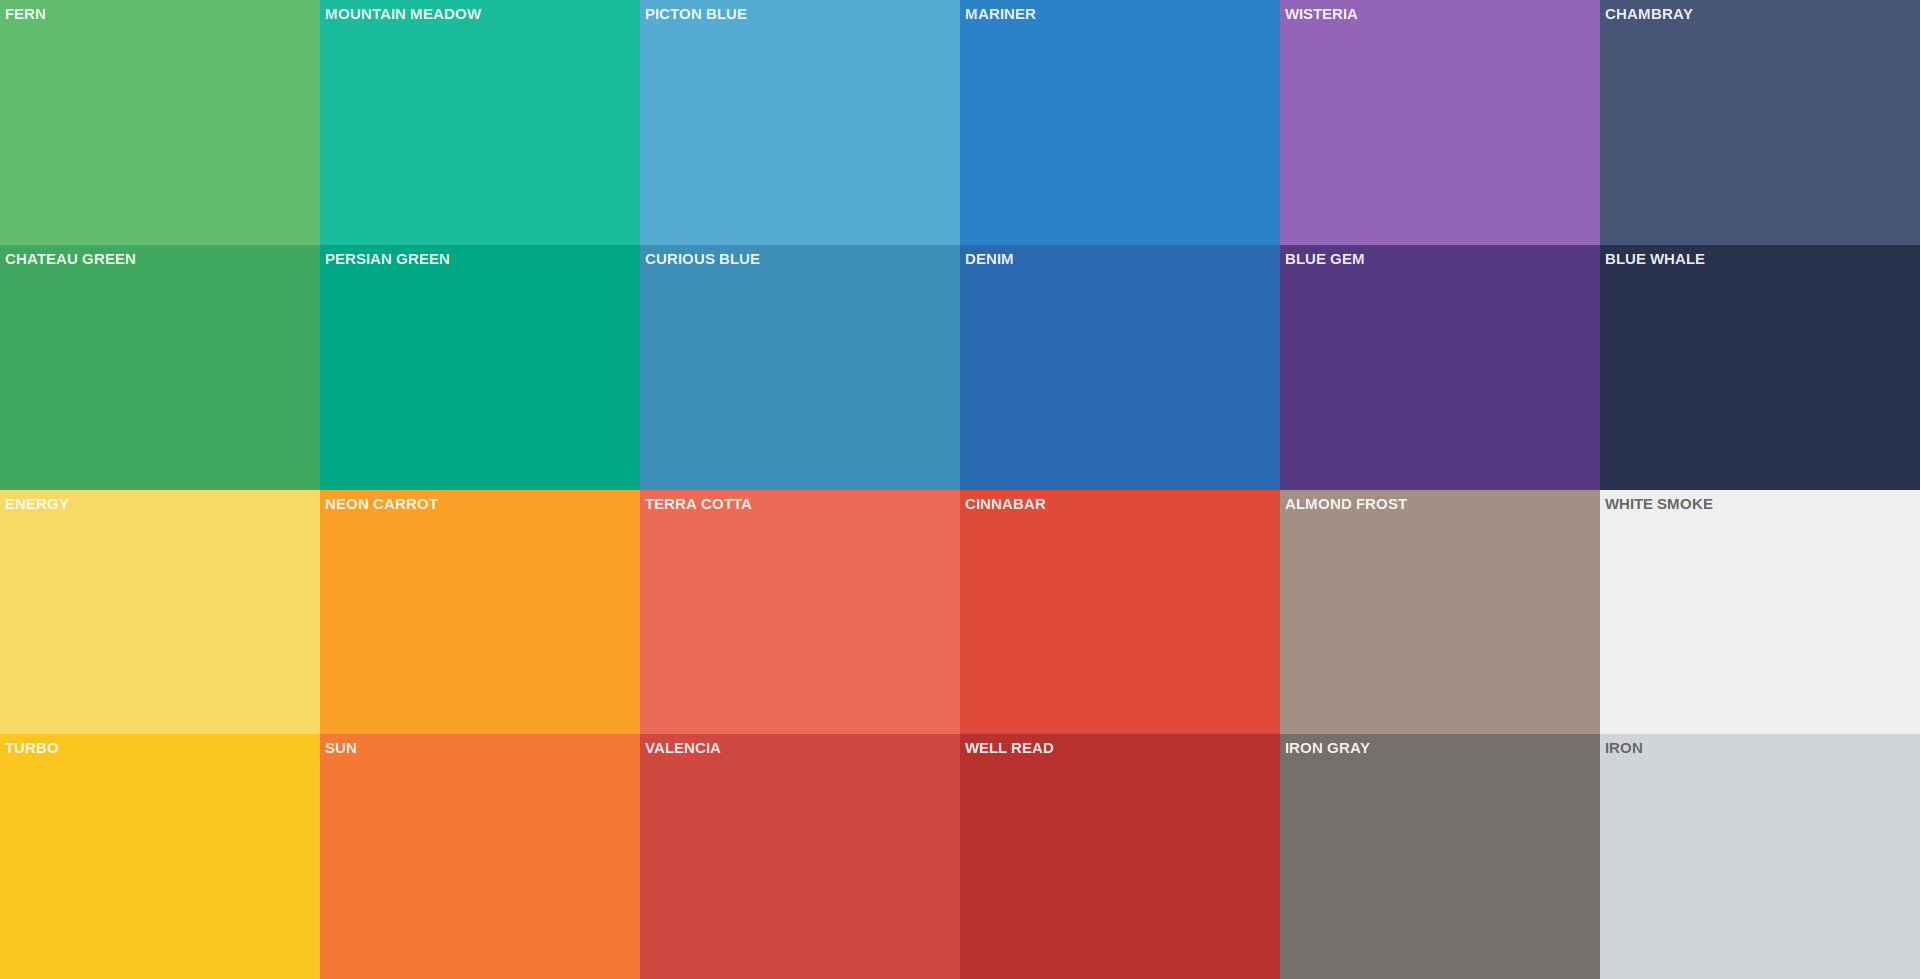 FERN
MOUNTAIN MEADOW
PICTON BLUE
MARINER
WISTERIA
CHAMBRAY
CHATEAU GREEN
PERSIAN GREEN
CURIOUS BLUE
DENIM
BLUE GEM
BLUE WHALE
ENERGY
NEON CARROT
TERRA COTTA
CINNABAR
ALMOND FROST
WHITE SMOKE
TURBO
SUN
VALENCIA
WELL READ
IRON GRAY
IRON